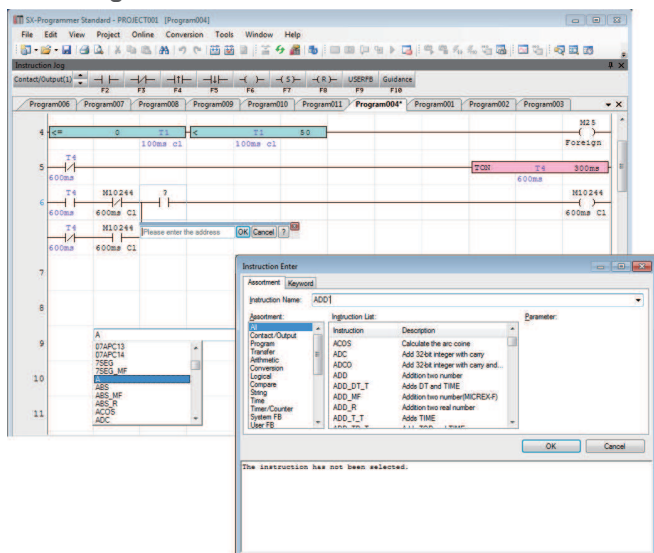 SX-Programmer Standard - PROJECT001 [Program004]
File Edit View Project Online Conversion Tools Window Help
Instruction log
Contact/Output(1)
F2 F3 F4 F5 F6 F7 F8 F9 F10
( S ) ( R ) USERFB Guidance
Program006 Program007 Program008 Program009 Program010 Program011 Program004* Program001 Program002 Program003
M25
4 <= 0 T1 < T1 50 ( )
100ms cl 100ms cl Foreign
T4
5 TON T4 300ms
600ms 600ms
T4 M10244 ? M10244
6 ( )
600ms 600ms C1 600ms C1
T4 M10244
Please enter the address OK Cancel ?
600ms 600ms C1
7
8
9
10
11
A
07APC13
07APC14
7SEG
7SEG_MF
A
ABS
ABS_MF
ABS_R
ACOS
ADC
Instruction Enter
Assortment Keyword
Instruction Name: ADD
Assortment: Instruction List: Parameter:
All
Contact/Output
Program
Transfer
Arithmetic
Conversion
Logical
Compare
String
Time
Timer/Counter
System FB
User FB
Instruction Description
ACOS Calculate the arc coine
ADC Add 32-bit integer with carry
ADCO Add 32-bit integer with carry and...
ADD Addition two number
ADD_DT_T Adds DT and TIME
ADD_MF Addition two number(MICREX-F)
ADD_R Addition two real number
ADD_T_T Adds TIME
OK Cancel
The instruction has not been selected.